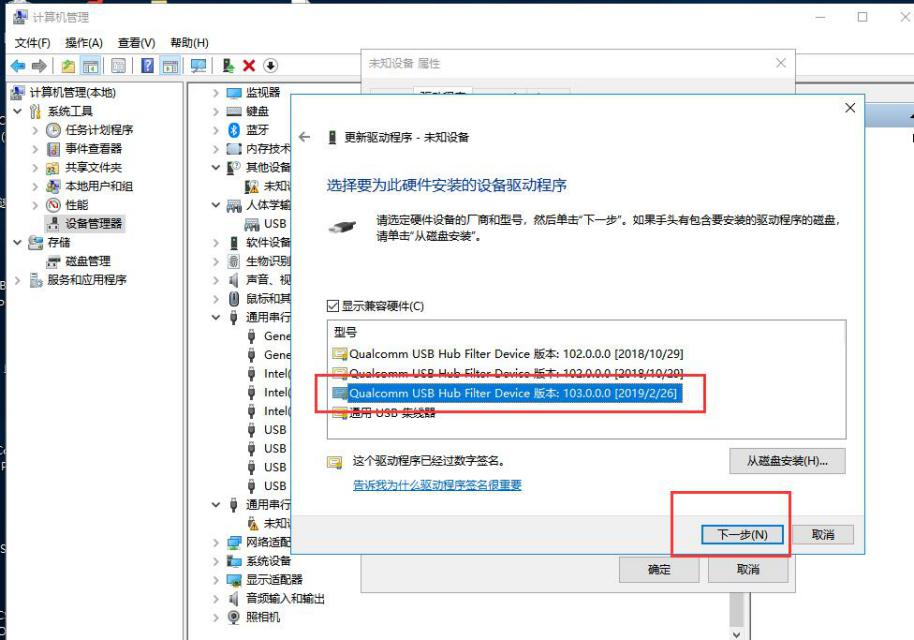 计算机管理
文件(F) 操作(A) 查看(V) 帮助(H)
计算机管理(本地)
系统工具
任务计划程序
事件查看器
共享文件夹
本地用户和组
性能
设备管理器
存储
磁盘管理
服务和应用程序
监视器
键盘
蓝牙
内存技术
其他设备
未知
人体学输
USB
软件设备
生物识别
声音、视
鼠标和其
通用串行
Gene
Gene
Intel(
Intel(
Intel(
USB
USB
USB
USB
通用串行
未知
网络适配
系统设备
显示适配器
音频输入和输出
照相机
未知设备 属性
更新驱动程序 - 未知设备
选择要为此硬件安装的设备驱动程序
请选定硬件设备的厂商和型号，然后单击“下一步”。如果手头有包含要安装的驱动程序的磁盘，
请单击“从磁盘安装”。
显示兼容硬件(C)
型号
Qualcomm USB Hub Filter Device 版本: 102.0.0.0 [2018/10/29]
Qualcomm USB Hub Filter Device 版本: 102.0.0.0 [2018/10/29]
Qualcomm USB Hub Filter Device 版本: 103.0.0.0 [2019/2/26]
通用 USB 集线器
这个驱动程序已经过数字签名。
从磁盘安装(H)...
告诉我为什么驱动程序签名很重要
下一步(N) 取消
确定 取消